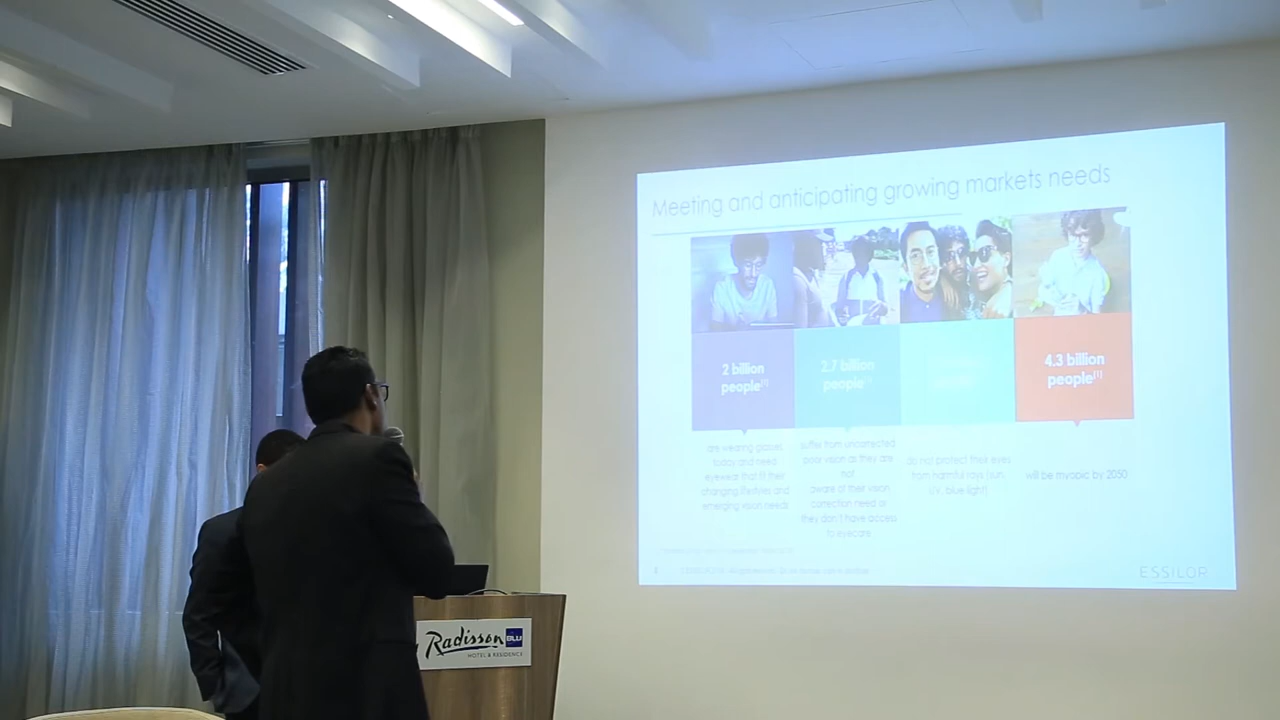 Meeting and anticipating growing markets needs
2 billion
people[1]
2.7 billion
people[1]
4.3 billion
people[1]
are wearing glasses
today and need
eyewear that fit their
changing lifestyles and
emerging vision needs
suffer from uncorrected
poor vision as they are
not
aware of their vision
correction need or
they don't have access
to eyecare
do not protect their eyes
from harmful rays (sun,
UV, blue light)
will be myopic by 2050
ESSILOR
Radisson BLU
HOTEL & RESIDENCE